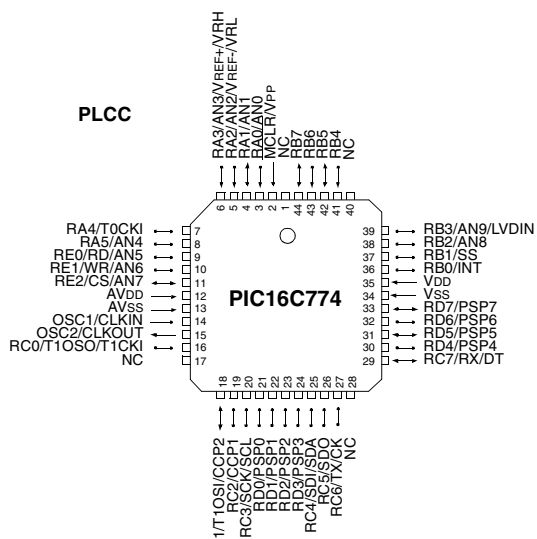 PLCC
RA3/AN3/VREF+/VRH
RA2/AN2/VREF-/VRL
RA1/AN1
RA0/AN0
MCLR/VPP
NC
RB7
RB6
RB5
RB4
NC
6 5 4 3 2 1 44 43 42 41 40
RA4/T0CKI 7
RA5/AN4 8
RE0/RD/AN5 9
RE1/WR/AN6 10
RE2/CS/AN7 11
AVDD 12
AVSS 13
OSC1/CLKIN 14
OSC2/CLKOUT 15
RC0/T1OSO/T1CKI 16
NC 17
PIC16C774
39 RB3/AN9/LVDIN
38 RB2/AN8
37 RB1/SS
36 RB0/INT
35 VDD
34 VSS
33 RD7/PSP7
32 RD6/PSP6
31 RD5/PSP5
30 RD4/PSP4
29 RC7/RX/DT
18 19 20 21 22 23 24 25 26 27 28
1/T1OSI/CCP2
RC2/CCP1
RC3/SCK/SCL
RD0/PSP0
RD1/PSP1
RD2/PSP2
RD3/PSP3
RC4/SDI/SDA
RC5/SDO
RC6/TX/CK
NC